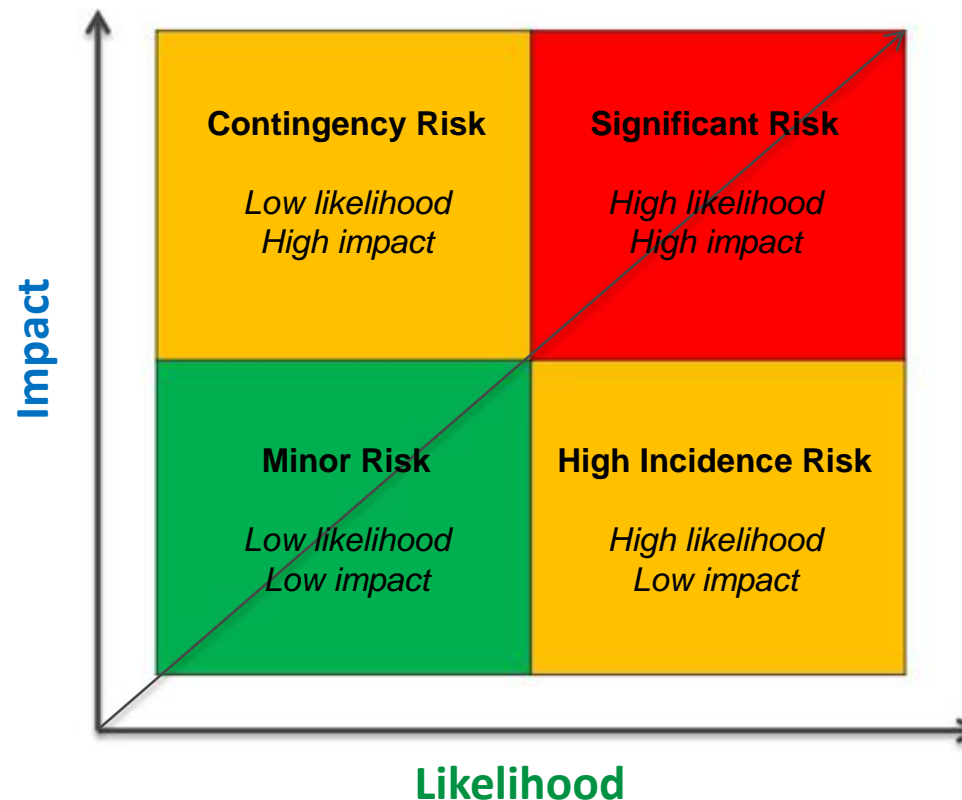 Impact
Contingency Risk
Low likelihood
High impact
Significant Risk
High likelihood
High impact
Minor Risk
Low likelihood
Low impact
High Incidence Risk
High likelihood
Low impact
Likelihood